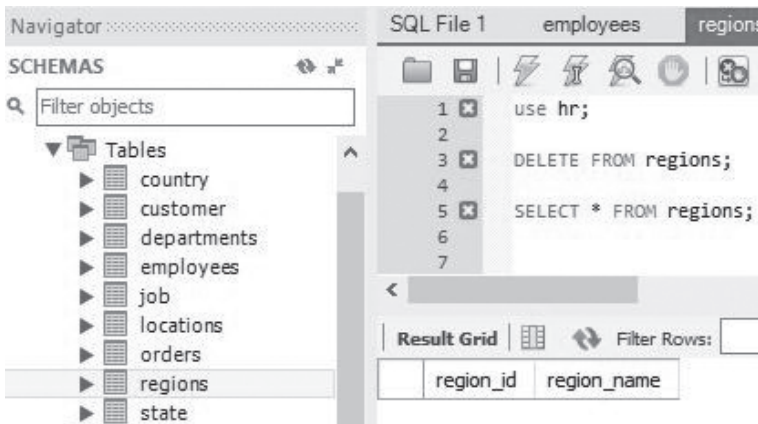 Navigator
SCHEMAS
Filter objects
Tables
country
customer
departments
employees
job
locations
orders
regions
state
SQL File 1 employees regions
1 use hr;
2
3 DELETE FROM regions;
4
5 SELECT * FROM regions;
6
7
Result Grid Filter Rows:
region_id region_name